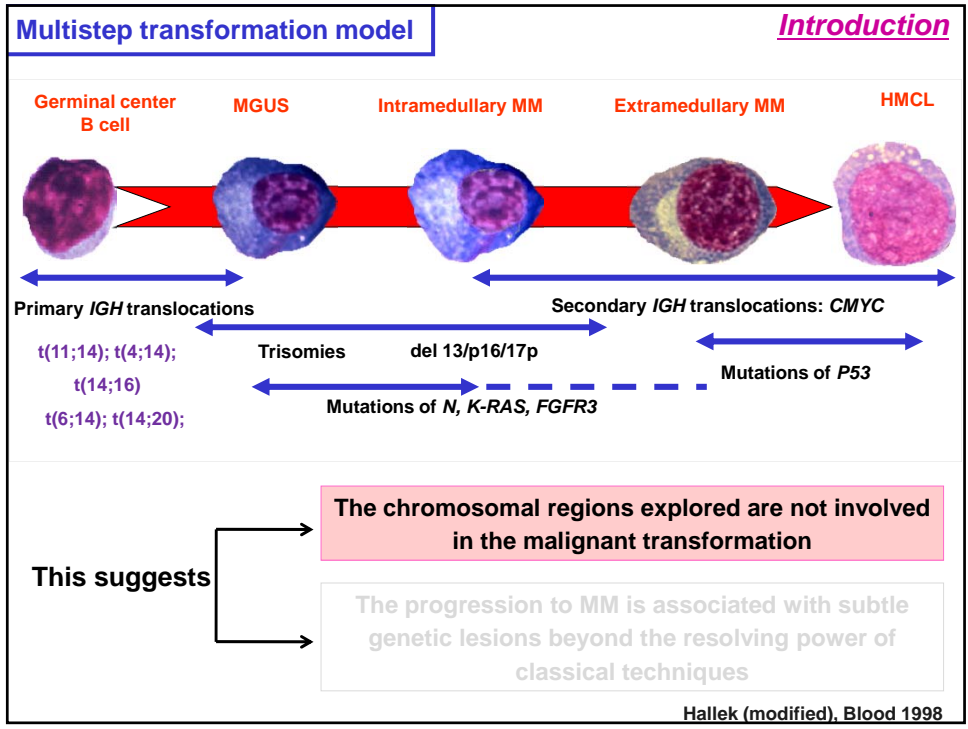 Multistep transformation model
Introduction
Germinal center
B cell
MGUS
Intramedullary MM
Extramedullary MM
HMCL
Primary IGH translocations
Secondary IGH translocations: CMYC
t(11;14); t(4;14);
t(14;16)
t(6;14); t(14;20);
Trisomies
del 13/p16/17p
Mutations of P53
Mutations of N, K-RAS, FGFR3
This suggests
The chromosomal regions explored are not involved
in the malignant transformation
The progression to MM is associated with subtle
genetic lesions beyond the resolving power of
classical techniques
Hallek (modified), Blood 1998